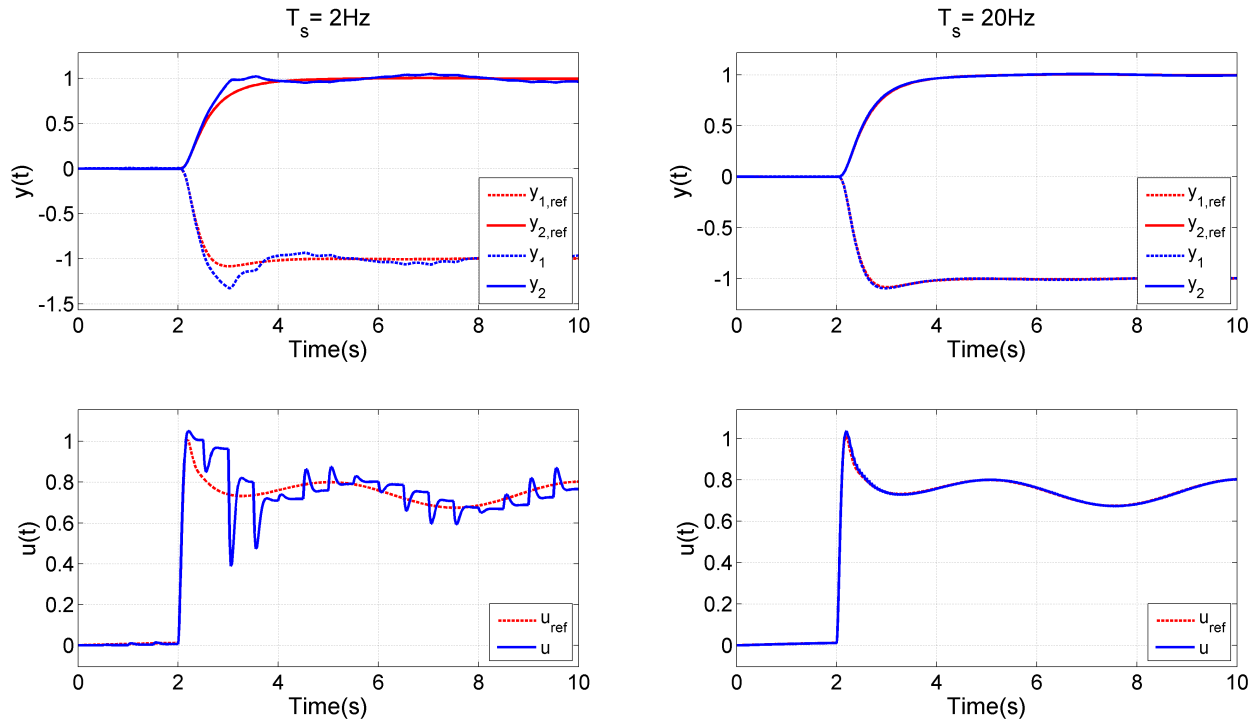 T_s= 2Hz
y(t)
1
0.5
0
-0.5
-1
-1.5
0 2 4 6 8 10
Time(s)
y_1,ref
y_2,ref
y_1
y_2
T_s= 20Hz
y(t)
1
0.5
0
-0.5
-1
0 2 4 6 8 10
Time(s)
y_1,ref
y_2,ref
y_1
y_2
u(t)
1
0.8
0.6
0.4
0.2
0
0 2 4 6 8 10
Time(s)
u_ref
u
u(t)
1
0.8
0.6
0.4
0.2
0
0 2 4 6 8 10
Time(s)
u_ref
u